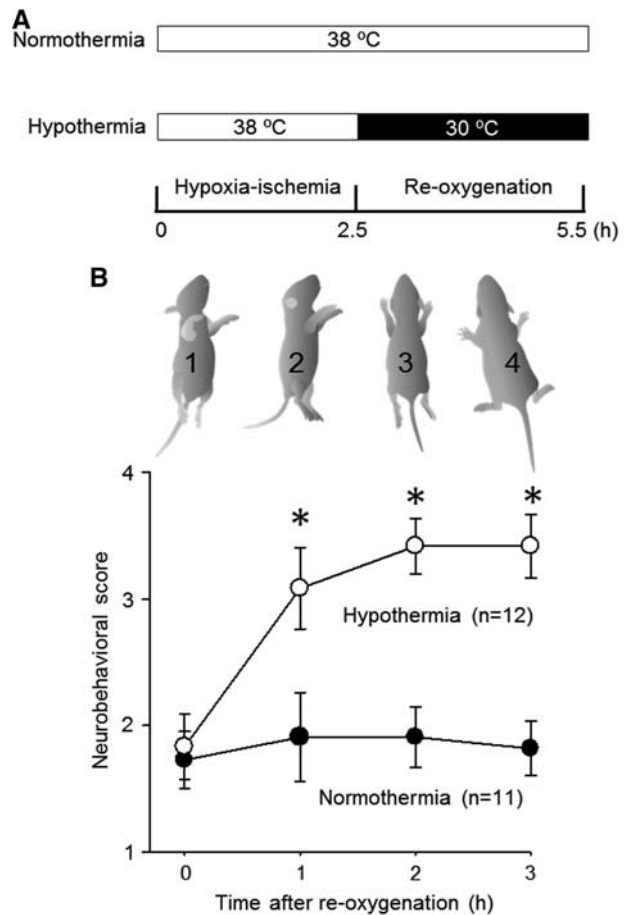 A
Normothermia 38 ºC
Hypothermia 38 ºC 30 ºC
Hypoxia-ischemia Re-oxygenation
0 2.5 5.5 (h)
B
1 2 3 4
4
* * *
3
Hypothermia (n=12)
Neurobehavioral score
2
Normothermia (n=11)
1
0 1 2 3
Time after re-oxygenation (h)